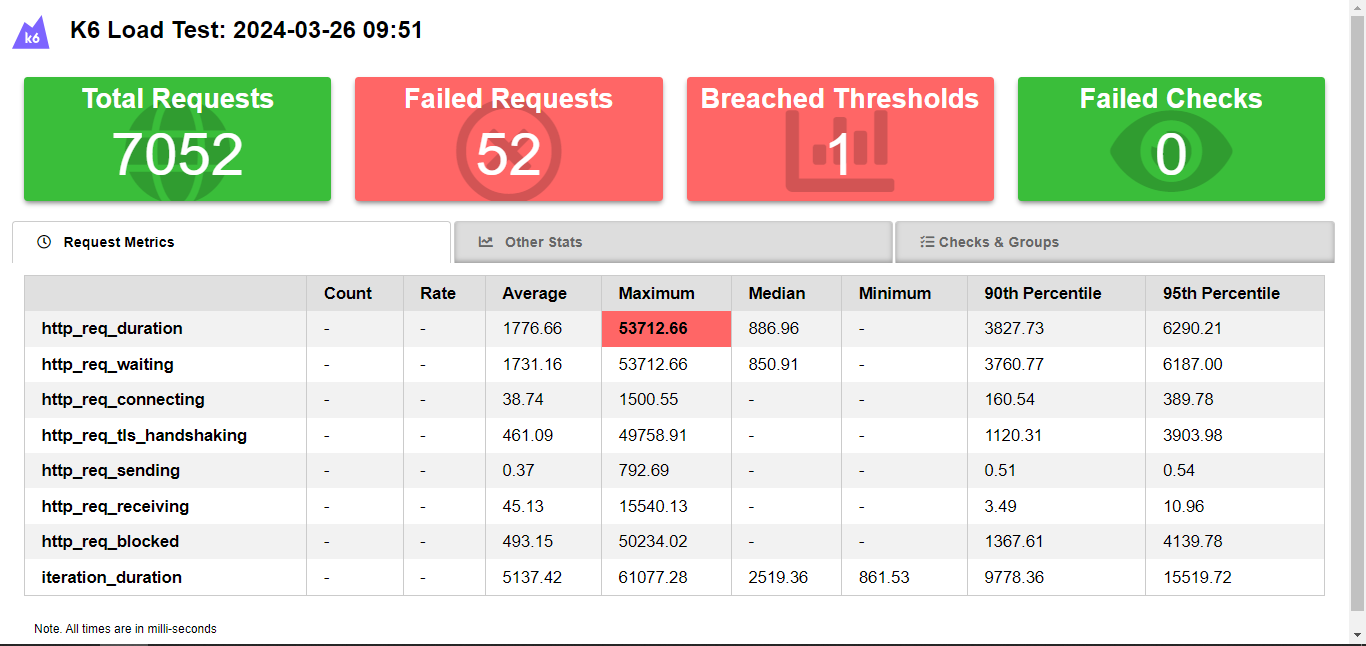 k6
K6 Load Test: 2024-03-26 09:51
Total Requests
7052
Failed Requests
52
Breached Thresholds
1
Failed Checks
0
Request Metrics
Other Stats
Checks & Groups
Count Rate Average Maximum Median Minimum 90th Percentile 95th Percentile
http_req_duration - - 1776.66 53712.66 886.96 - 3827.73 6290.21
http_req_waiting - - 1731.16 53712.66 850.91 - 3760.77 6187.00
http_req_connecting - - 38.74 1500.55 - - 160.54 389.78
http_req_tls_handshaking - - 461.09 49758.91 - - 1120.31 3903.98
http_req_sending - - 0.37 792.69 - - 0.51 0.54
http_req_receiving - - 45.13 15540.13 - - 3.49 10.96
http_req_blocked - - 493.15 50234.02 - - 1367.61 4139.78
iteration_duration - - 5137.42 61077.28 2519.36 861.53 9778.36 15519.72
Note. All times are in milli-seconds